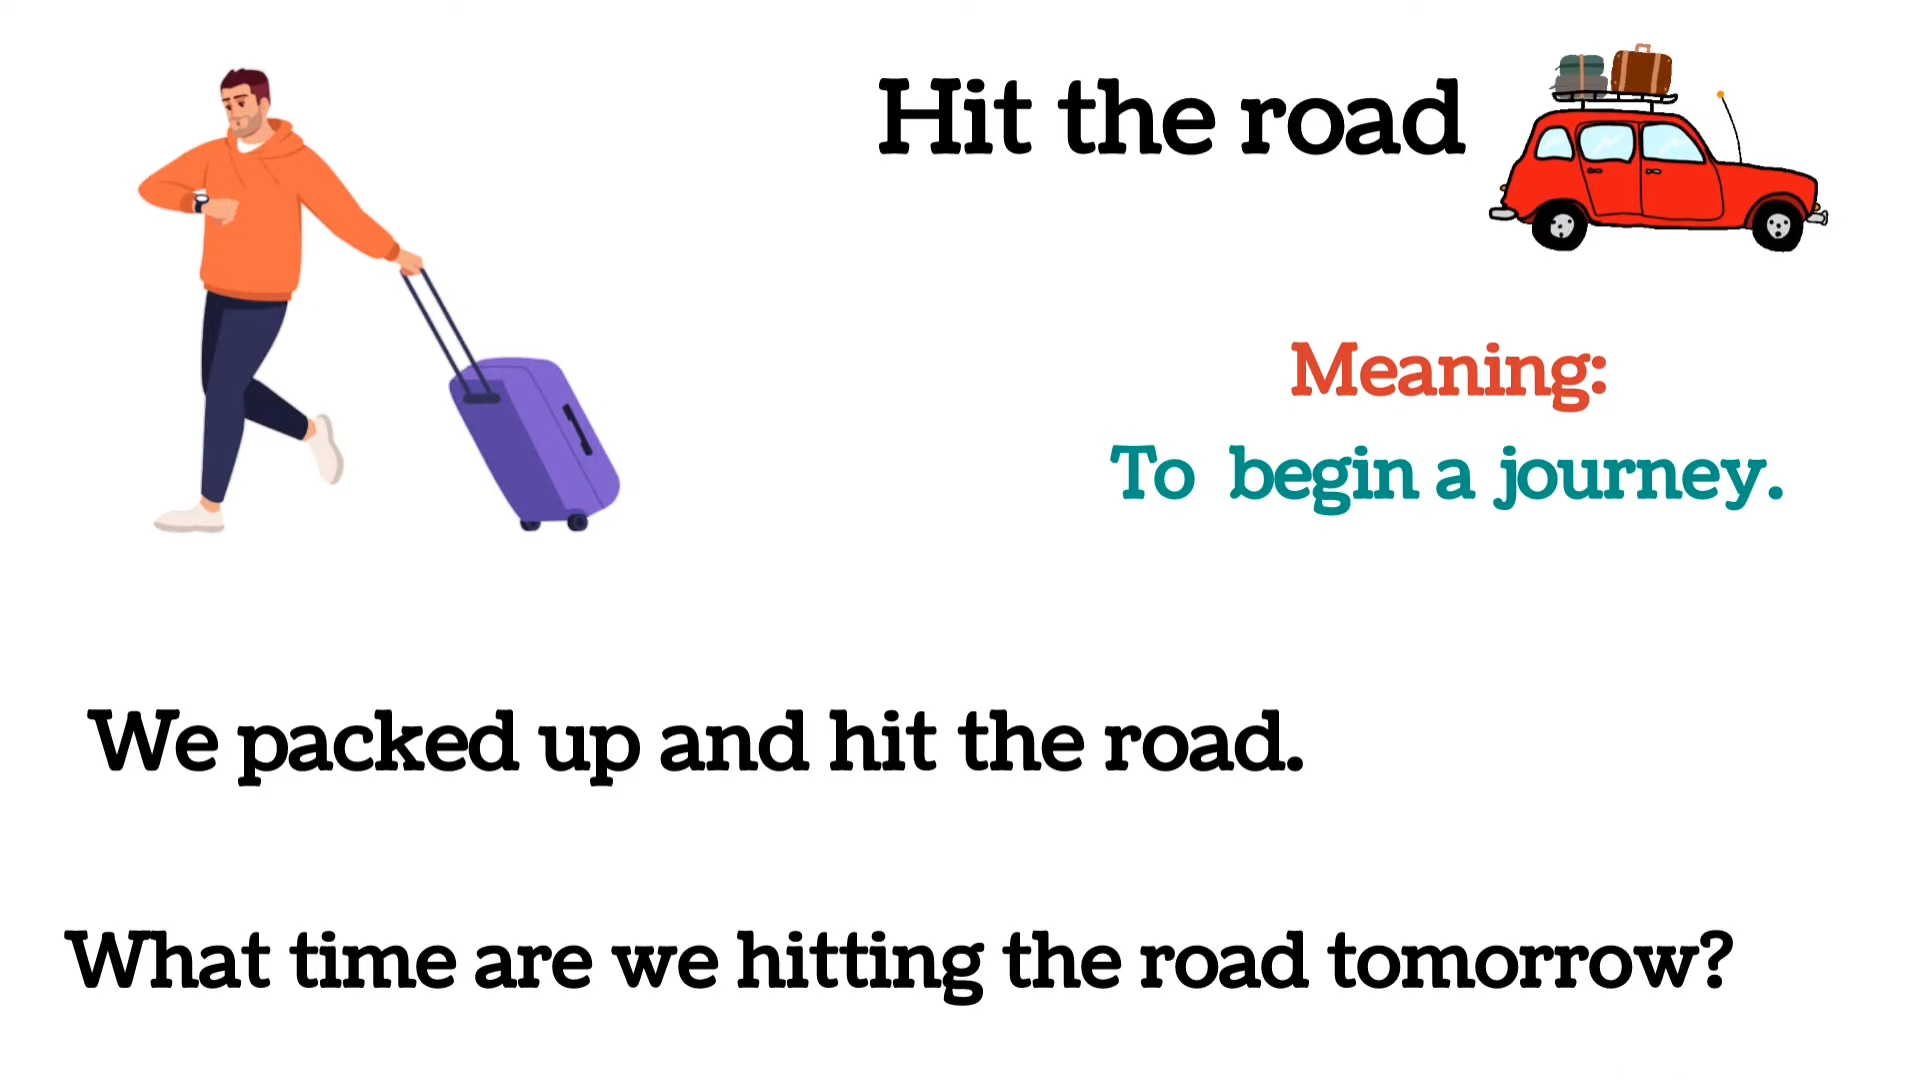 Hit the road
Meaning:
To begin a journey.
We packed up and hit the road.
What time are we hitting the road tomorrow?